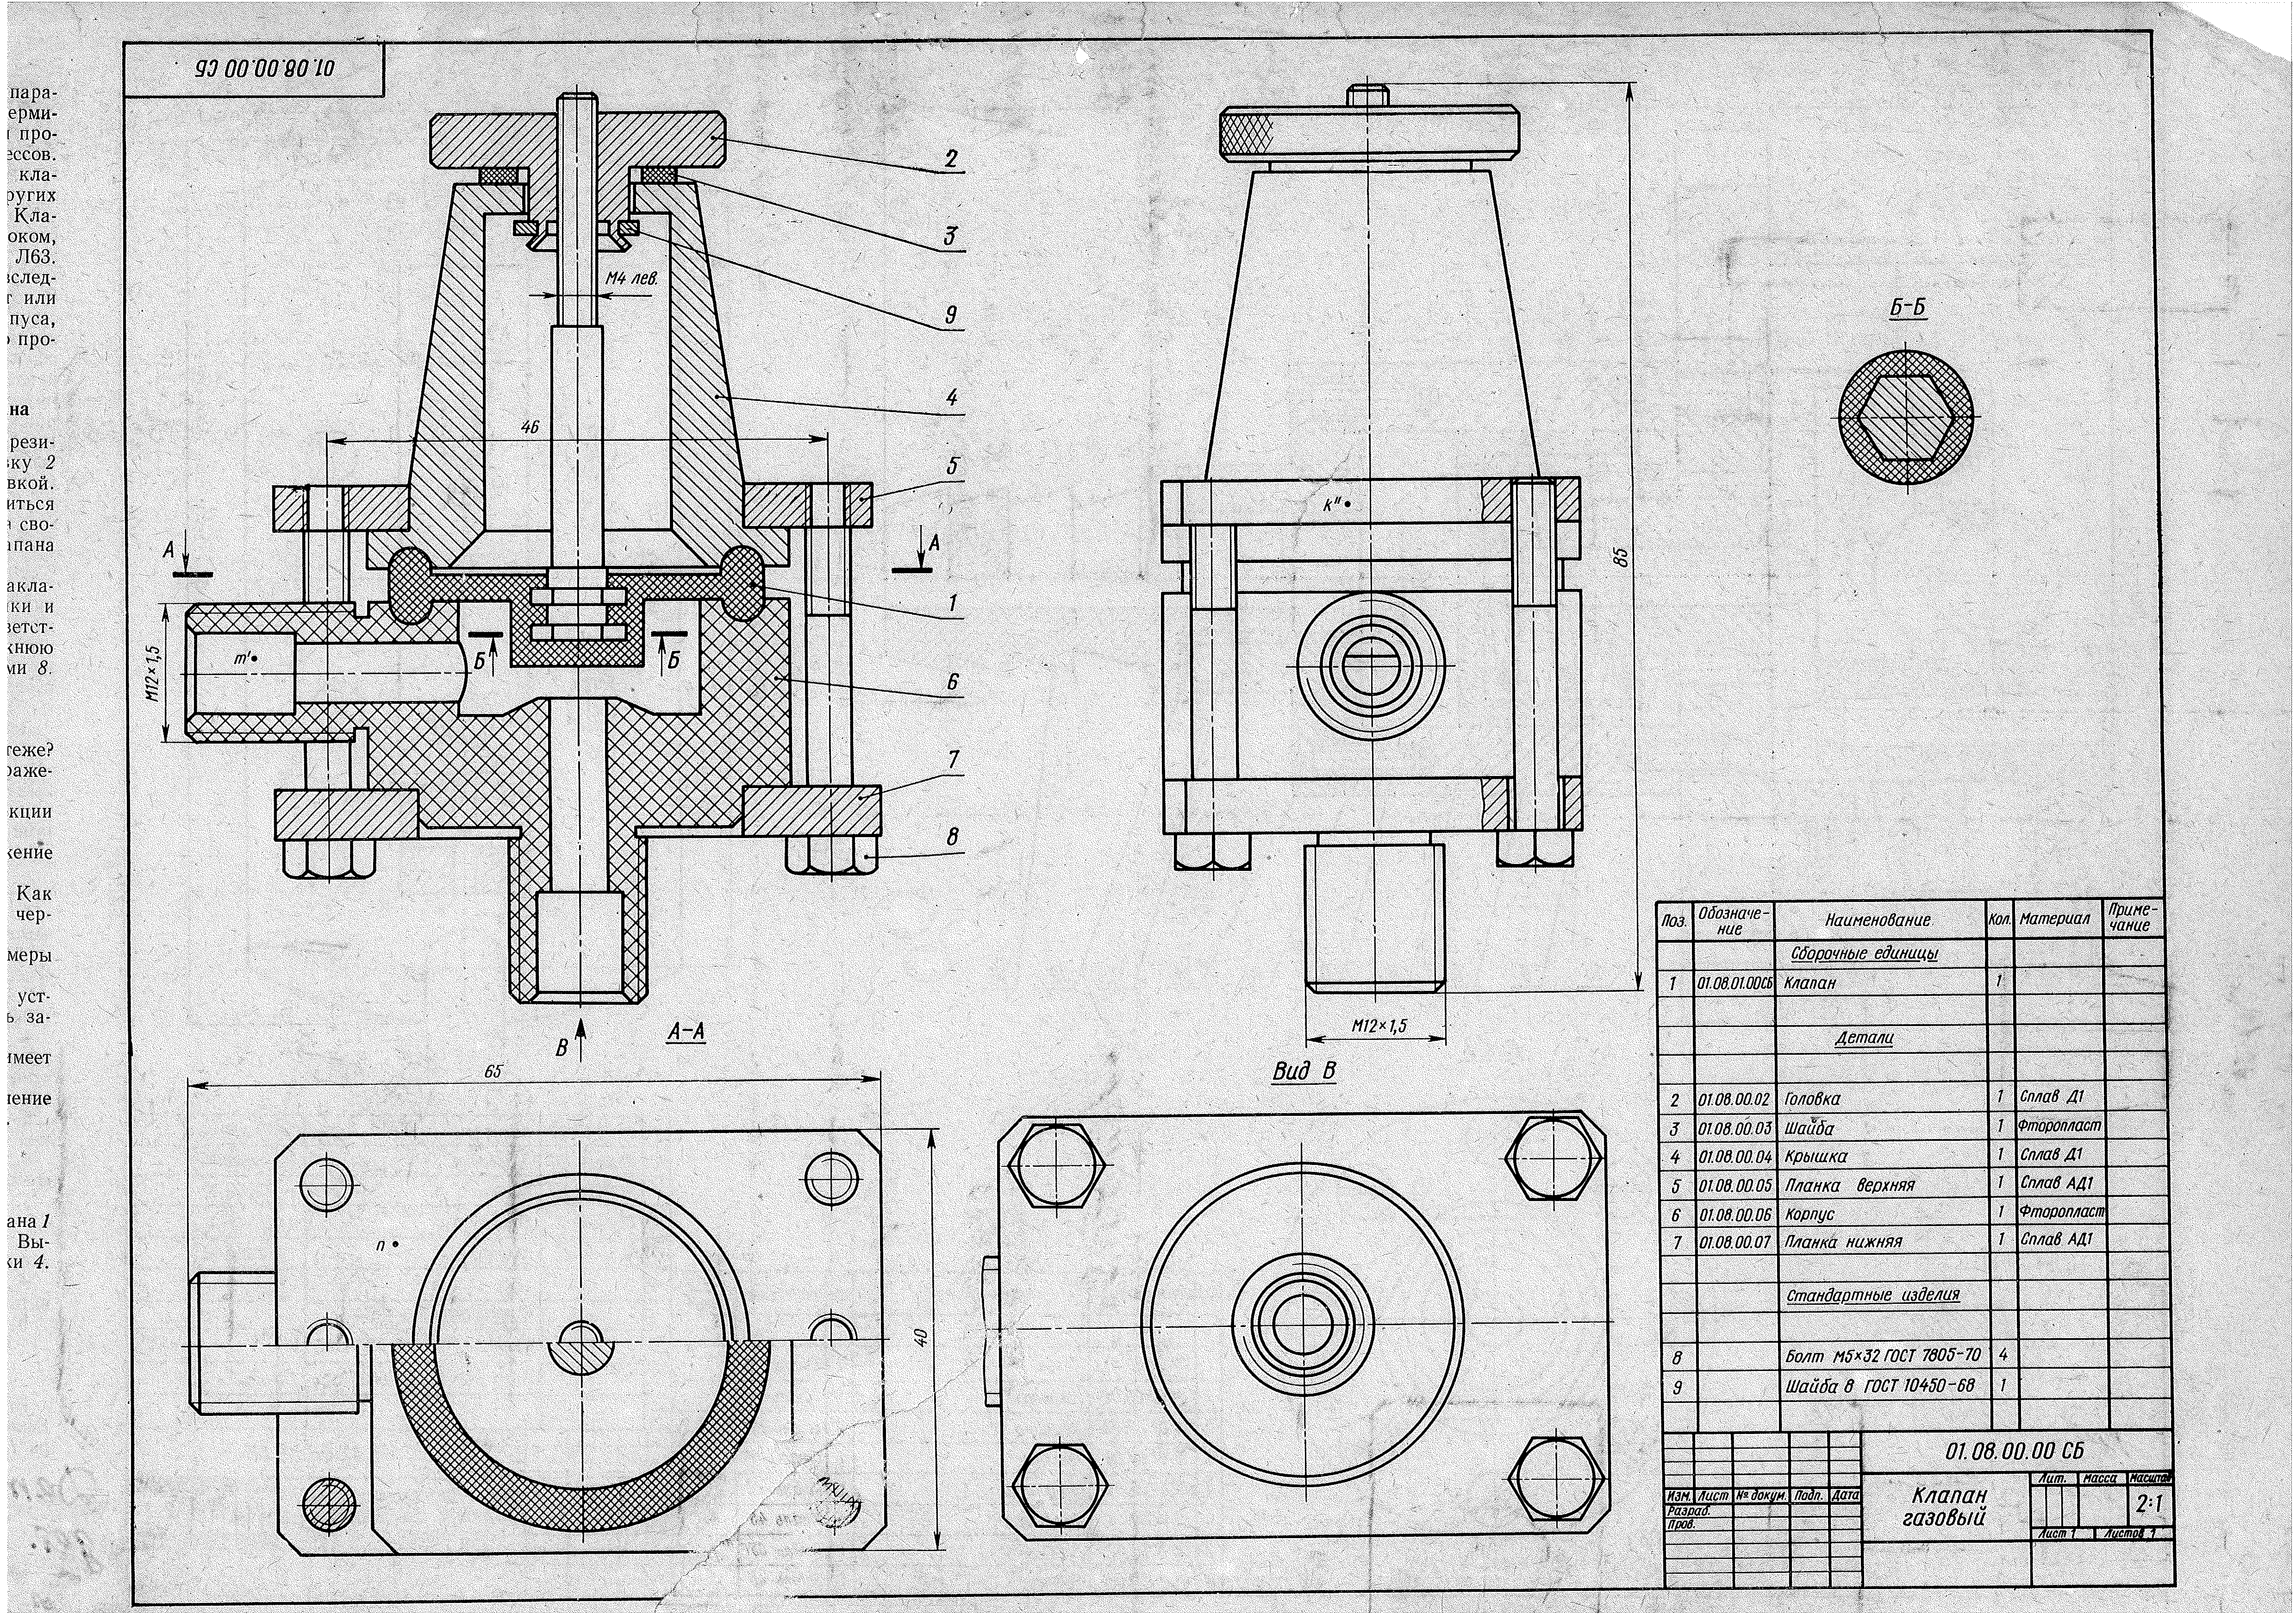 01.08.00.00 СБ
пара-
ерми-
про-
ессов.
кла-
ругих
Кла-
оком,
Л63.
вслед-
т или
пуса,
про-
на
рези-
вку 2
вкой.
иться
а сво-
апана
акла-
ки и
ветст-
жнюю
ми 8.
теже?
раже-
кции
жение
Как
чер-
меры
уст-
ь за-
имеет
ление
ана 1
Вы-
ки 4.
2
3
М4 лев.
9
4
46
5
А
А
1
М12×1,5
m'
Б
Б
6
7
8
В
k"
85
М12×1,5
Б-Б
А-А
65
n
40
Вид В
Поз. Обозначе-ние Наименование Кол. Материал Приме-чание
Сборочные единицы
1 01.08.01.00СБ Клапан 1
Детали
2 01.08.00.02 Головка 1 Сплав Д1
3 01.08.00.03 Шайба 1 Фторопласт
4 01.08.00.04 Крышка 1 Сплав Д1
5 01.08.00.05 Планка верхняя 1 Сплав АД1
6 01.08.00.06 Корпус 1 Фторопласт
7 01.08.00.07 Планка нижняя 1 Сплав АД1
Стандартные изделия
8 Болт М5×32 ГОСТ 7805-70 4
9 Шайба 8 ГОСТ 10450-68 1
01.08.00.00 СБ
Изм. Лист № докум. Подп. Дата
Разраб.
Пров.
Клапан
газовый
Лит. Масса Масштаб
2:1
Лист 1 Листов 1